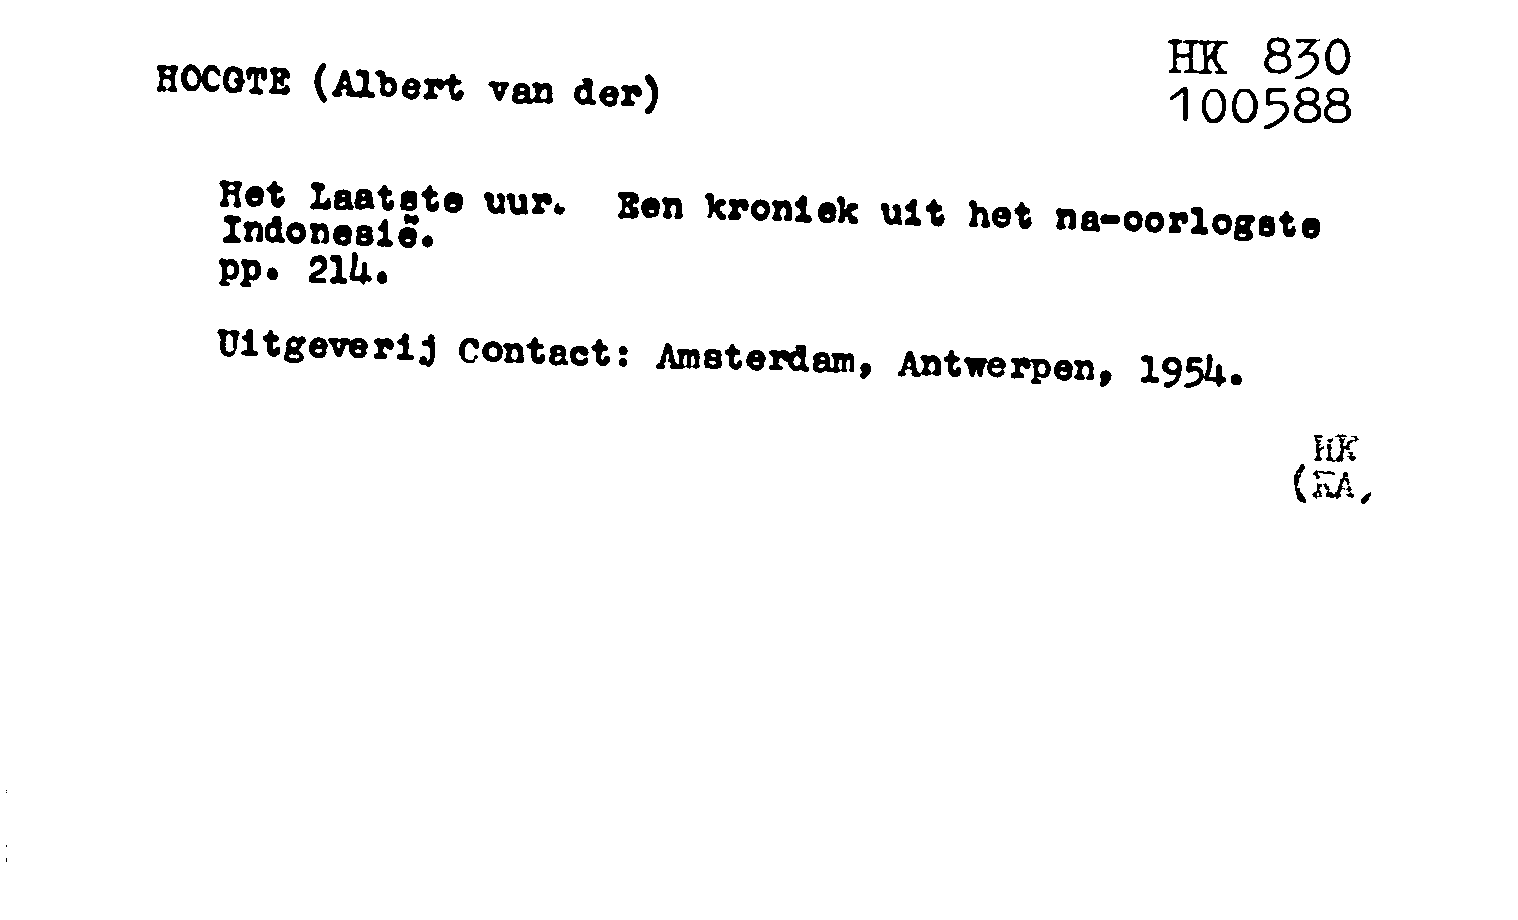 HOOGTE (Albert van der)
HK 830
100588
Het Laatste uur. Een kroniek uit het na-oorlogste
Indonesië.
pp. 214.
Uitgeverij Contact: Amsterdam, Antwerpen, 1954.
HK
(KA,